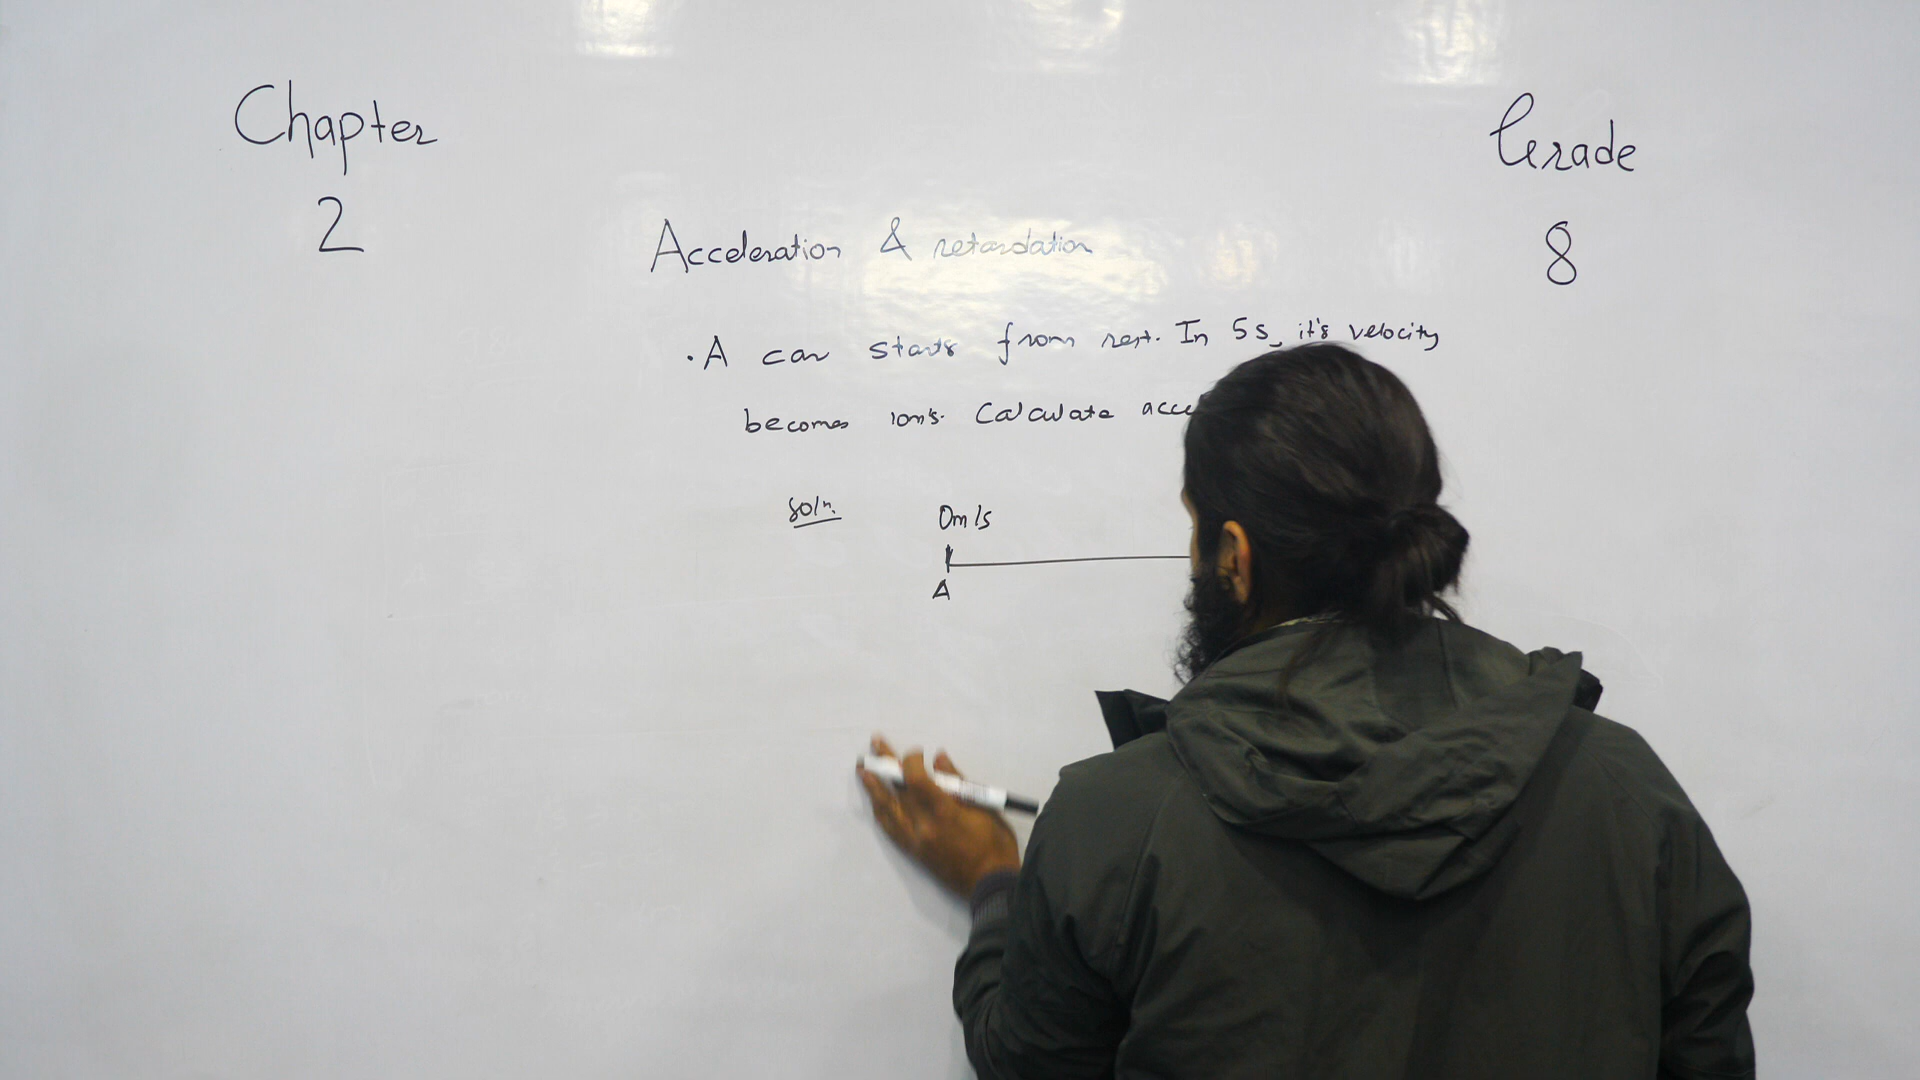 Chapter
2
Grade
8
Acceleration & retardation
. A car starts from rest. In 5s, it's velocity
becomes 10m/s. Calculate acce
Soln.
0m/s
A